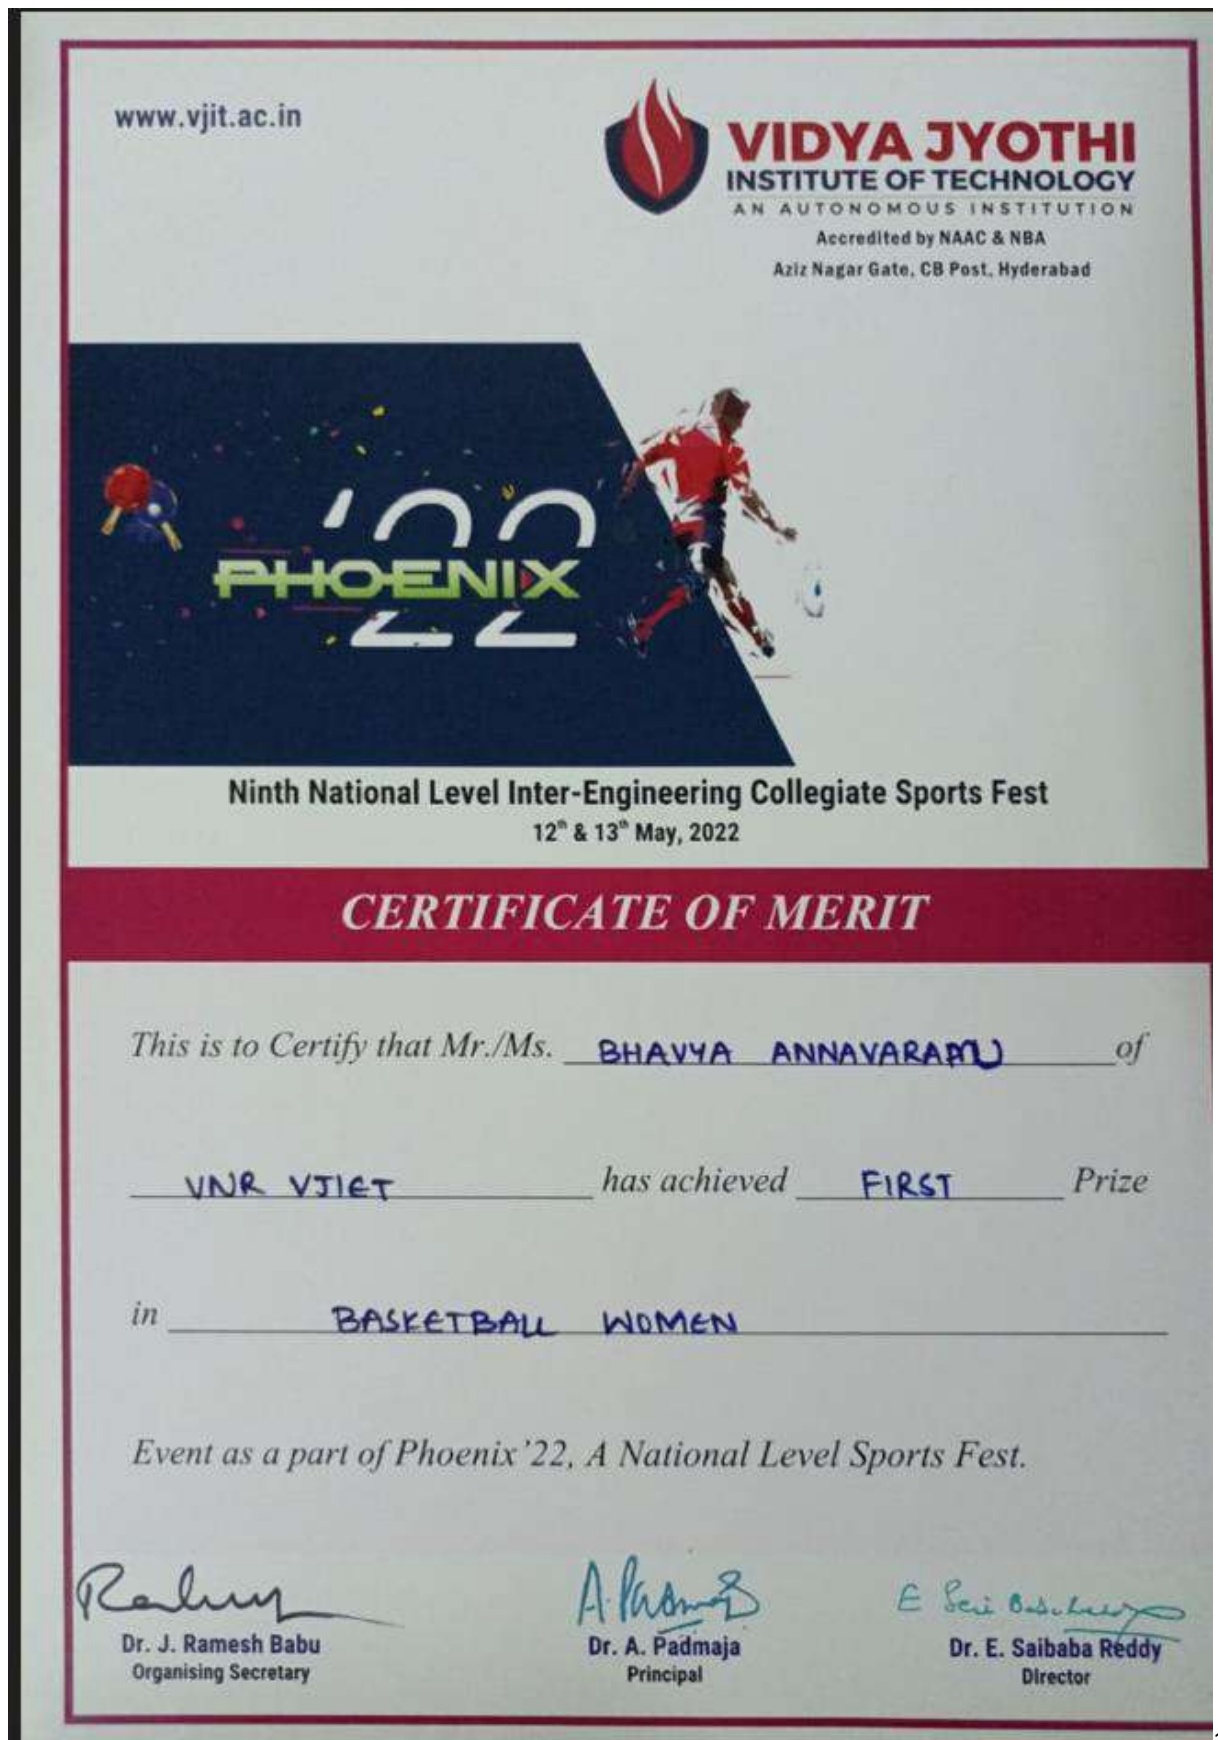 www.vjit.ac.in
VIDYA JYOTHI
INSTITUTE OF TECHNOLOGY
AN AUTONOMOUS INSTITUTION
Accredited by NAAC & NBA
Aziz Nagar Gate, CB Post, Hyderabad
'22
PHOENIX
Ninth National Level Inter-Engineering Collegiate Sports Fest
12th & 13th May, 2022
CERTIFICATE OF MERIT
This is to Certify that Mr./Ms. BHAVYA ANNAVARAPU of
VNR VJIET has achieved FIRST Prize
in BASKETBALL WOMEN
Event as a part of Phoenix '22, A National Level Sports Fest.
Dr. J. Ramesh Babu Dr. A. Padmaja Dr. E. Saibaba Reddy
Organising Secretary Principal Director